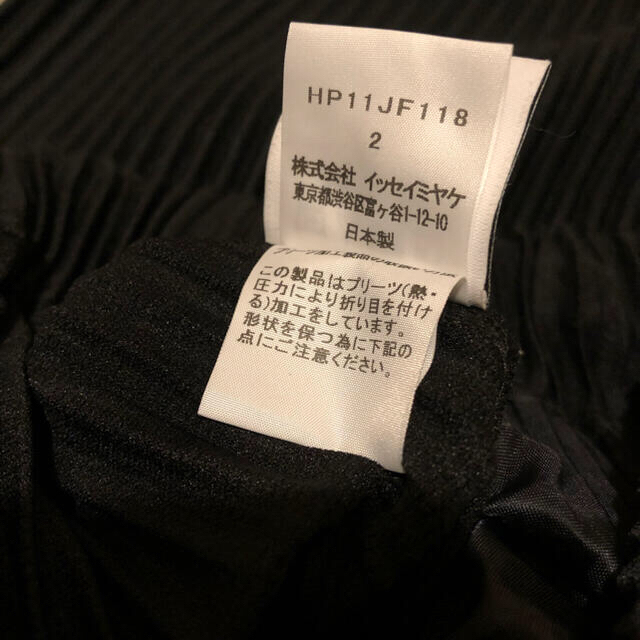 HP11JF118
2
株式会社 イッセイミヤケ
東京都渋谷区富ケ谷1-12-10
日本製
この製品はプリーツ(熱・
圧力により折り目を付け
る)加工をしています。
形状を保つ為に下記の
点にご注意ください。